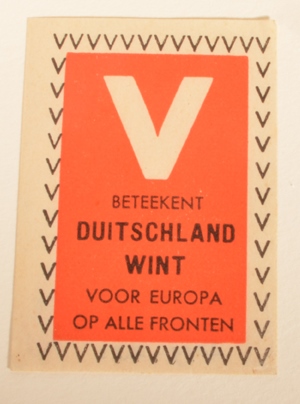 V
BETEEKENT
DUITSCHLAND
WINT
VOOR EUROPA
OP ALLE FRONTEN